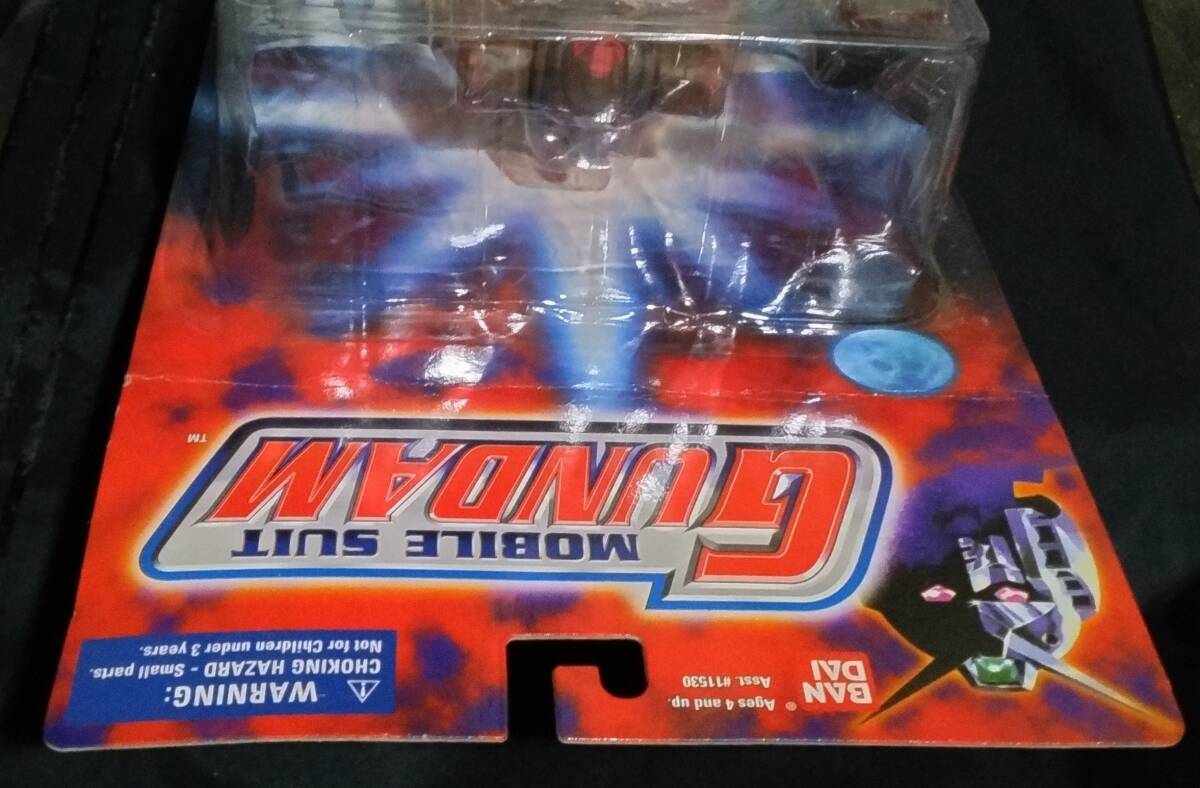 BAN
DAI
®
Ages 4 and up.
Asst. #11530
WARNING:
CHOKING HAZARD - Small parts.
Not for Children under 3 years.
MOBILE SUIT
GUNDAM
TM